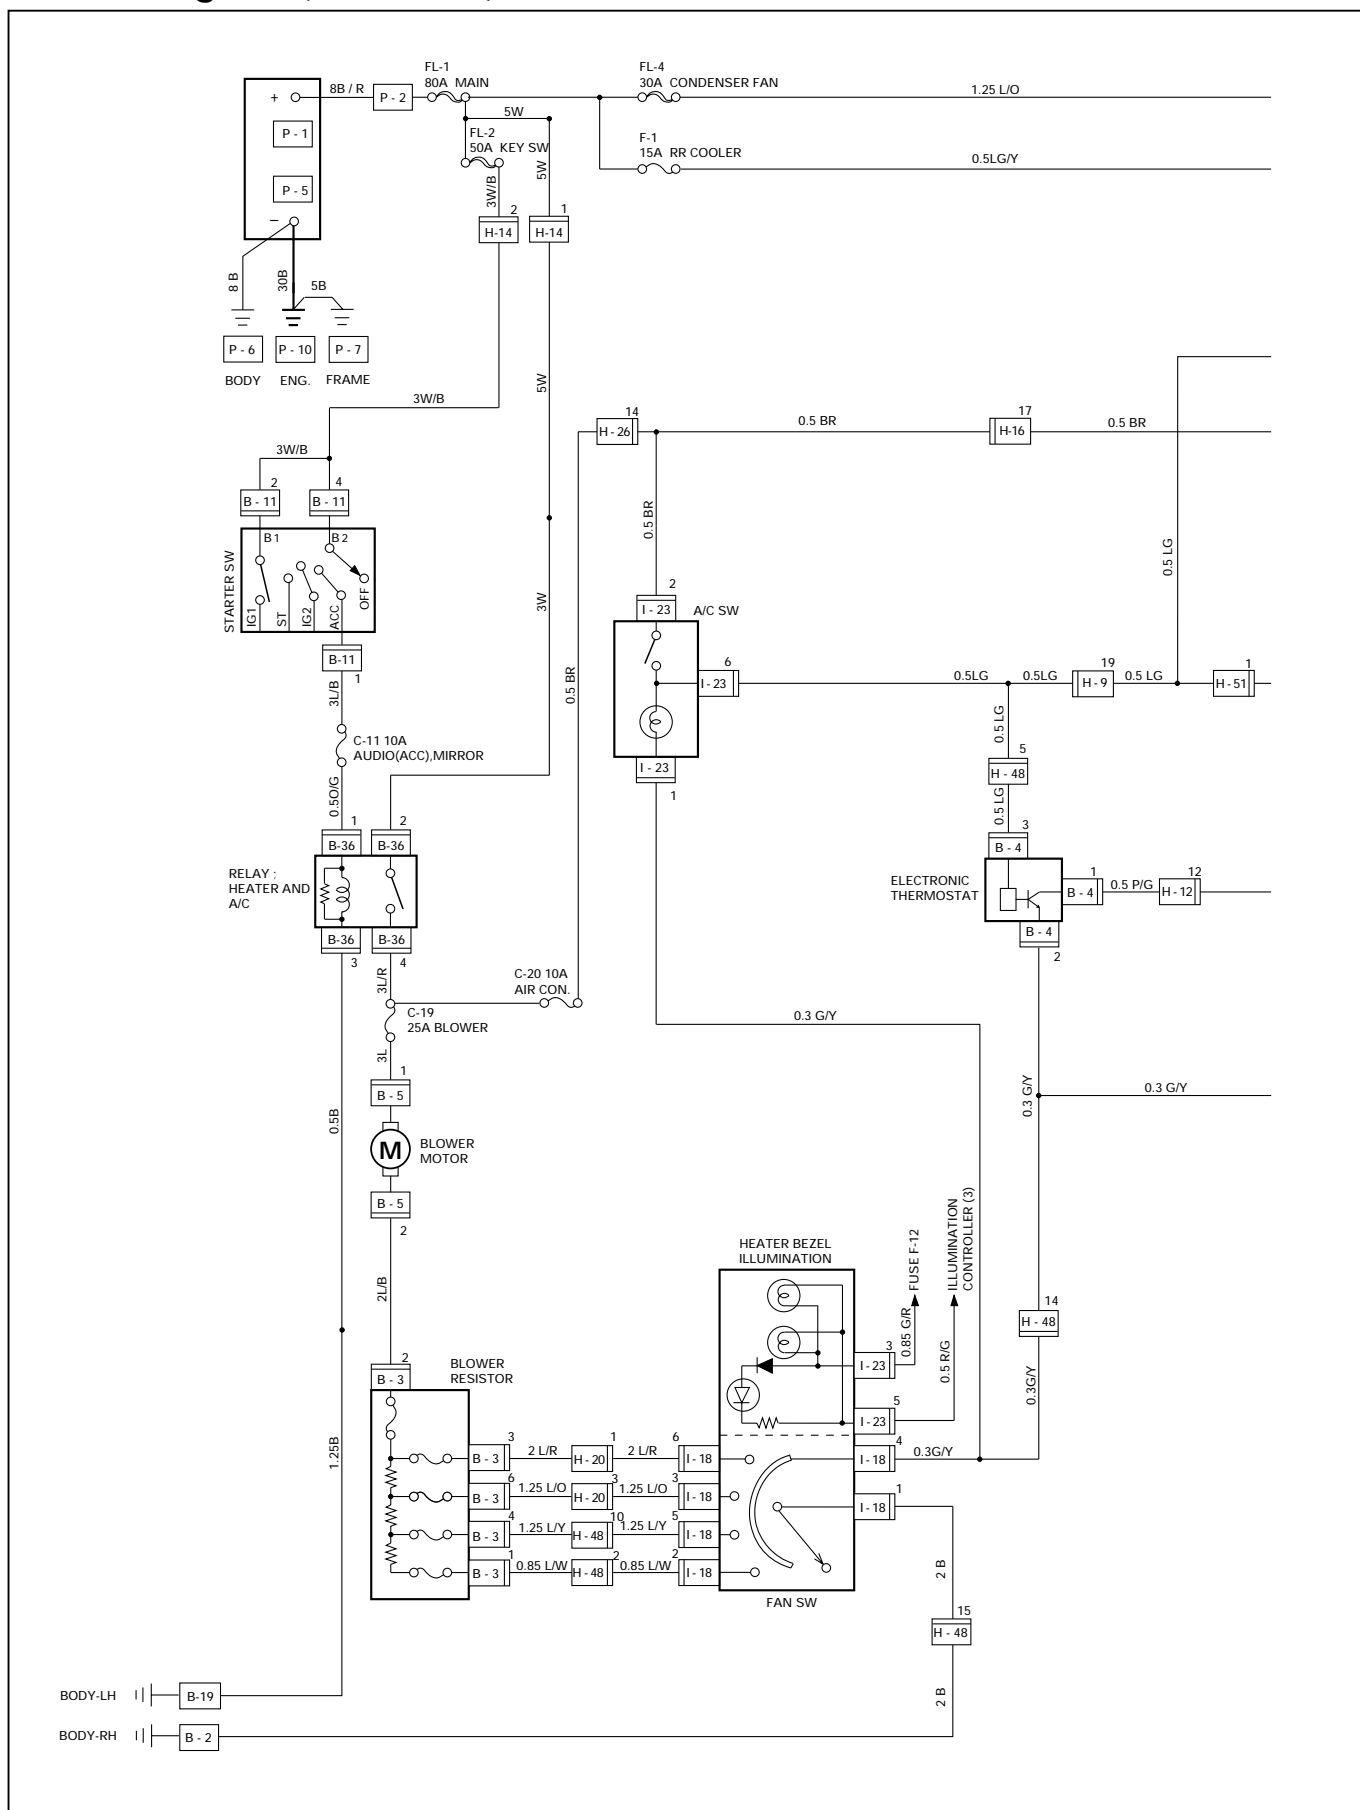 FL-1
80A MAIN
FL-4
30A CONDENSER FAN
8B / R
P - 2
1.25 L/O
+
5W
P - 1
FL-2
50A KEY SW
F-1
15A RR COOLER
0.5LG/Y
P - 5
3W/B
5W
−
2
1
H-14
H-14
8 B
30B
5B
P - 6
P - 10
P - 7
BODY
ENG.
FRAME
3W/B
5W
14
H - 26
0.5 BR
17
H-16
0.5 BR
3W/B
2
4
B - 11
B - 11
0.5 BR
0.5 LG
STARTER SW
B 1
B 2
IG1
ST
IG2
ACC
OFF
3W
2
I - 23
A/C SW
B-11
1
6
I - 23
0.5LG
0.5LG
19
H - 9
0.5 LG
1
H - 51
3L/B
0.5 BR
0.5 LG
C-11 10A
AUDIO(ACC),MIRROR
5
H - 48
I - 23
1
0.5O/G
0.5 LG
1
2
B-36
B-36
3
B - 4
RELAY ;
HEATER AND
A/C
ELECTRONIC
THERMOSTAT
1
B - 4
0.5 P/G
12
H - 12
B-36
B-36
3
4
B - 4
2
3L/R
C-20 10A
AIR CON.
C-19
25A BLOWER
0.3 G/Y
3L
1
B - 5
0.5B
0.3 G/Y
0.3 G/Y
M
BLOWER
MOTOR
B - 5
2
HEATER BEZEL
ILLUMINATION
FUSE F-12
ILLUMINATION
CONTROLLER (3)
2L/B
0.85 G/R
0.5 R/G
14
H - 48
3
I - 23
2
B - 3
BLOWER
RESISTOR
0.3G/Y
5
I - 23
1.25B
3
B - 3
2 L/R
1
H - 20
2 L/R
6
I - 18
4
I - 18
0.3G/Y
6
B - 3
1.25 L/O
3
H - 20
1.25 L/O
3
I - 18
1
I - 18
4
B - 3
1.25 L/Y
10
H - 48
1.25 L/Y
5
I - 18
1
B - 3
0.85 L/W
2
H - 48
0.85 L/W
2
I - 18
2 B
FAN SW
15
H - 48
2 B
BODY-LH
B-19
BODY-RH
B - 2